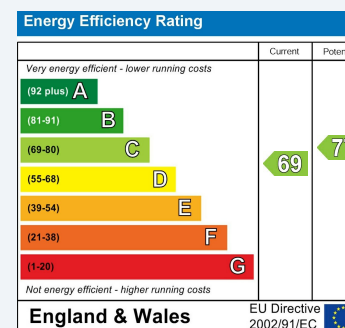 Energy Efficiency Rating
Current
Very energy efficient - lower running costs
(92 plus) A
(81-91) B
(69-80) C
(55-68) D
(39-54) E
(21-38) F
(1-20) G
69
Not energy efficient - higher running costs
England & Wales
EU Directive
2002/91/EC